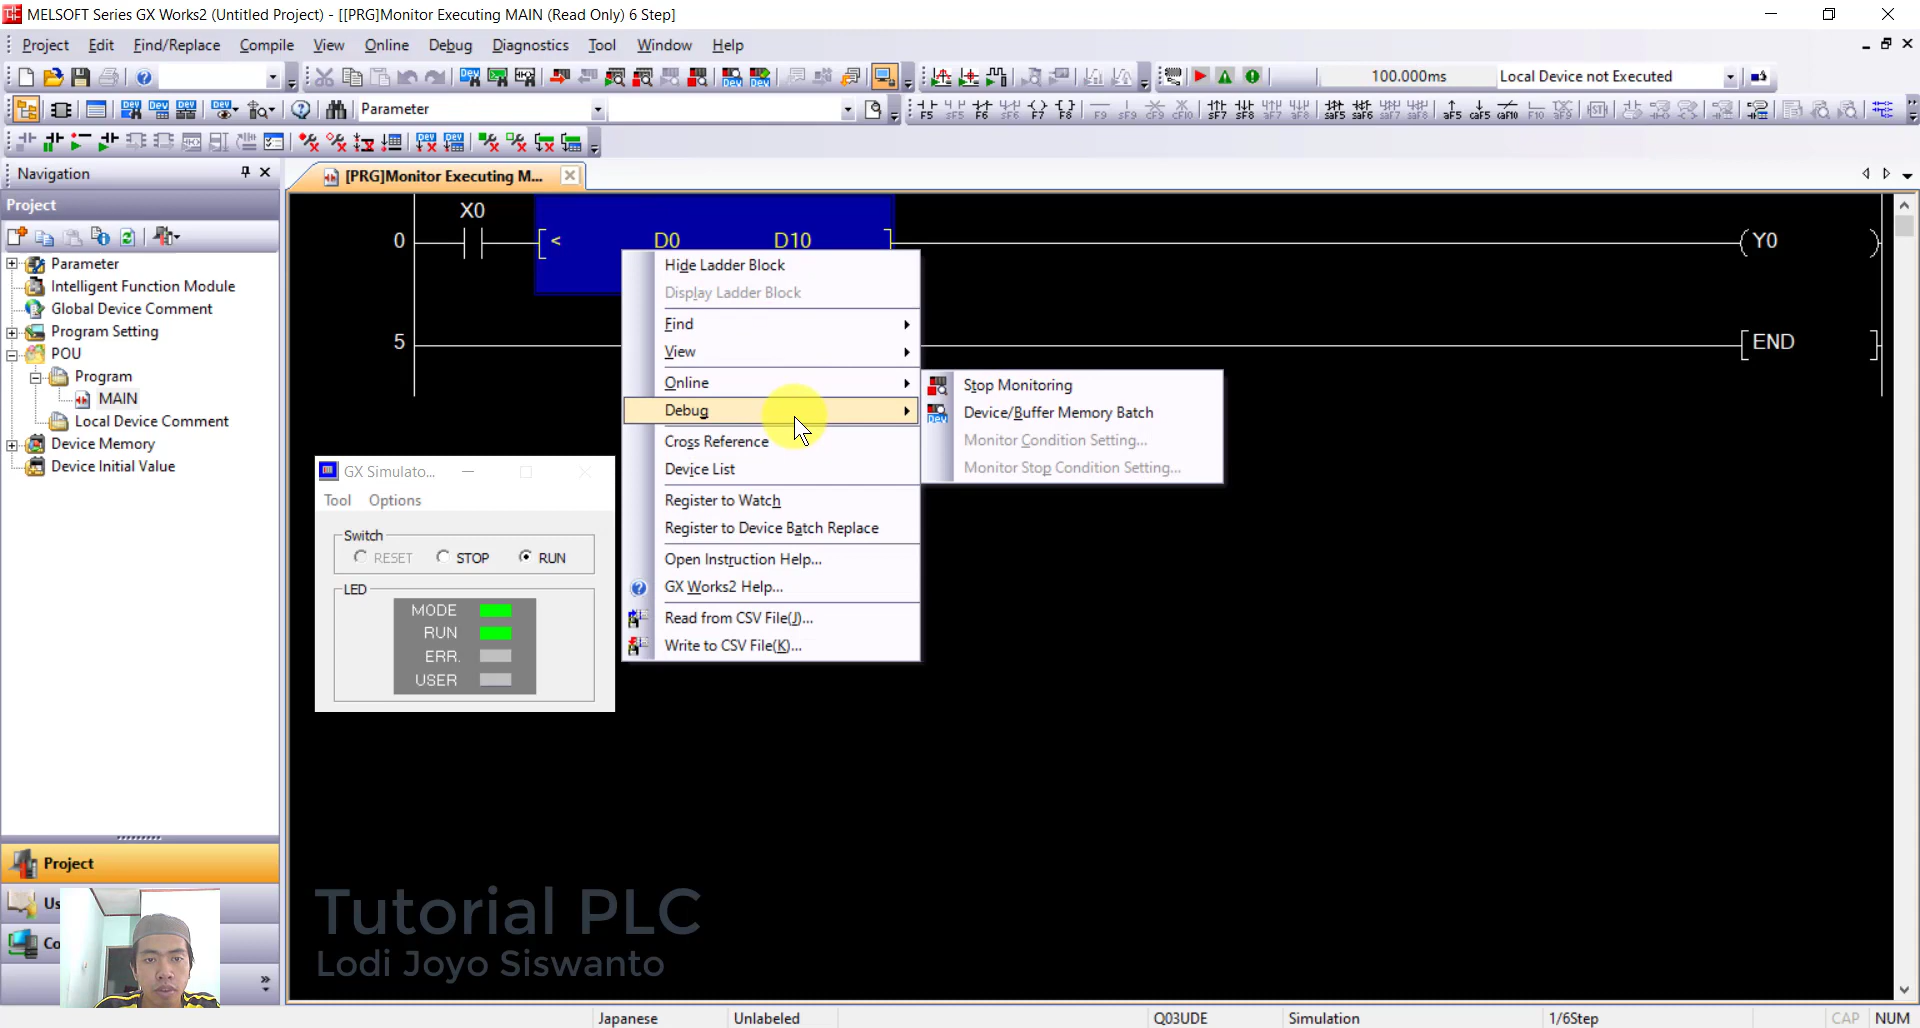 MELSOFT Series GX Works2 (Untitled Project) - [[PRG]Monitor Executing MAIN (Read Only) 6 Step]
Project Edit Find/Replace Compile View Online Debug Diagnostics Tool Window Help
100.000ms Local Device not Executed
Parameter
Navigation
[PRG]Monitor Executing M...
Project
Parameter
Intelligent Function Module
Global Device Comment
Program Setting
POU
Program
MAIN
Local Device Comment
Device Memory
Device Initial Value
X0
0 < D0 D10 Y0
5 END
Hide Ladder Block
Display Ladder Block
Find
View
Online
Debug
Cross Reference
Device List
Register to Watch
Register to Device Batch Replace
Open Instruction Help...
GX Works2 Help...
Read from CSV File(J)...
Write to CSV File(K)...
Stop Monitoring
Device/Buffer Memory Batch
Monitor Condition Setting...
Monitor Stop Condition Setting...
GX Simulato...
Tool Options
Switch
RESET STOP RUN
LED
MODE
RUN
ERR.
USER
Project
Us
Co
Tutorial PLC
Lodi Joyo Siswanto
Japanese Unlabeled Q03UDE Simulation 1/6Step CAP NUM